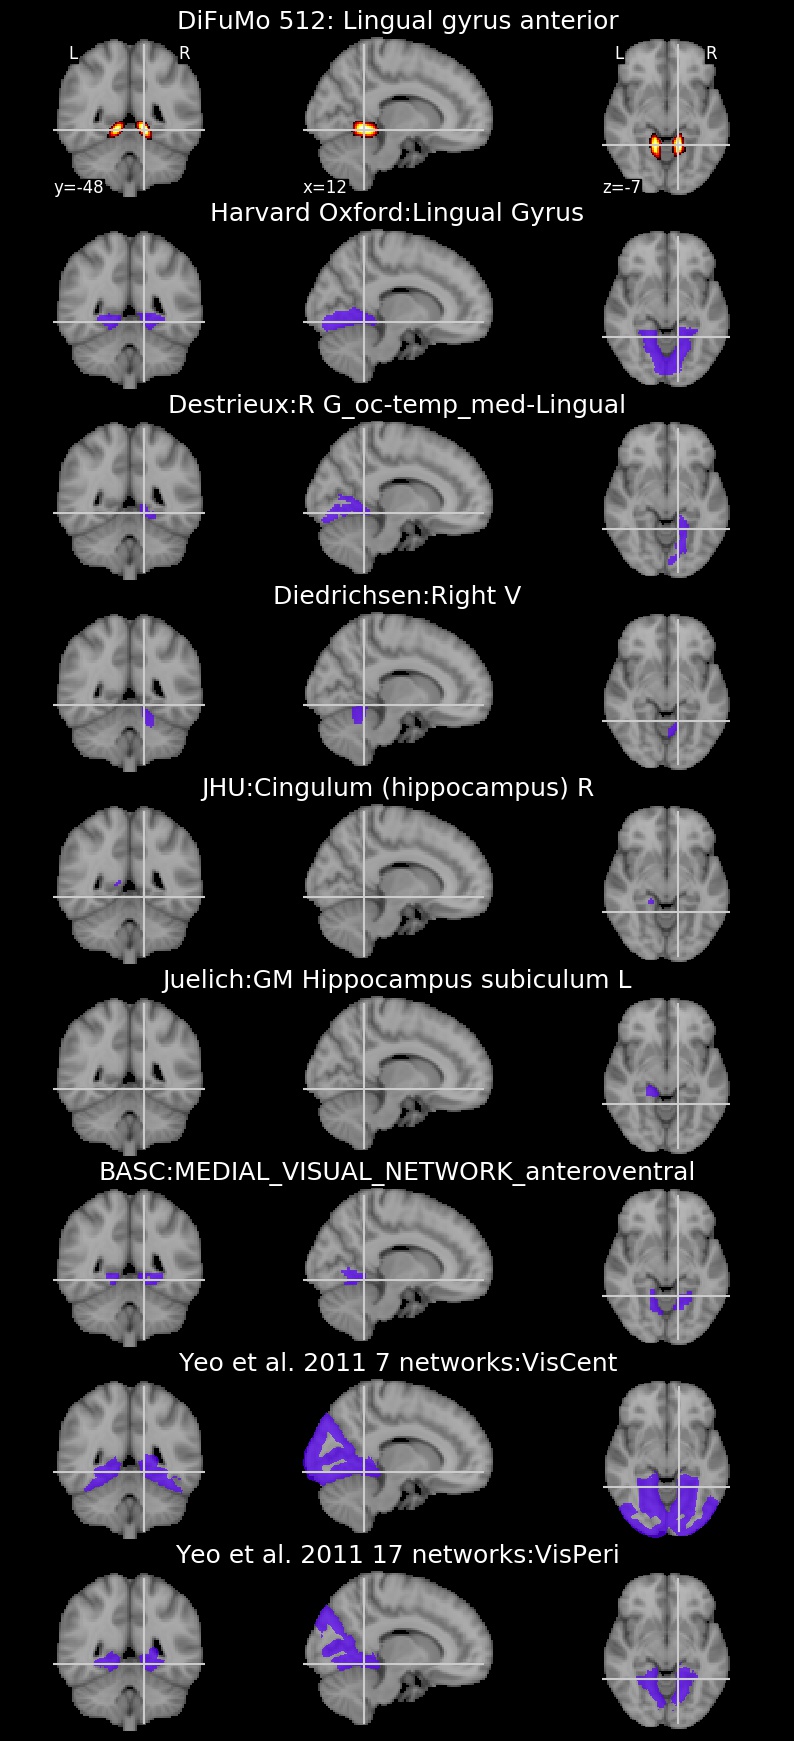 DiFuMo 512: Lingual gyrus anterior
L R L R
y=-48 x=12 z=-7
Harvard Oxford:Lingual Gyrus
Destrieux:R G_oc-temp_med-Lingual
Diedrichsen:Right V
JHU:Cingulum (hippocampus) R
Juelich:GM Hippocampus subiculum L
BASC:MEDIAL_VISUAL_NETWORK_anteroventral
Yeo et al. 2011 7 networks:VisCent
Yeo et al. 2011 17 networks:VisPeri